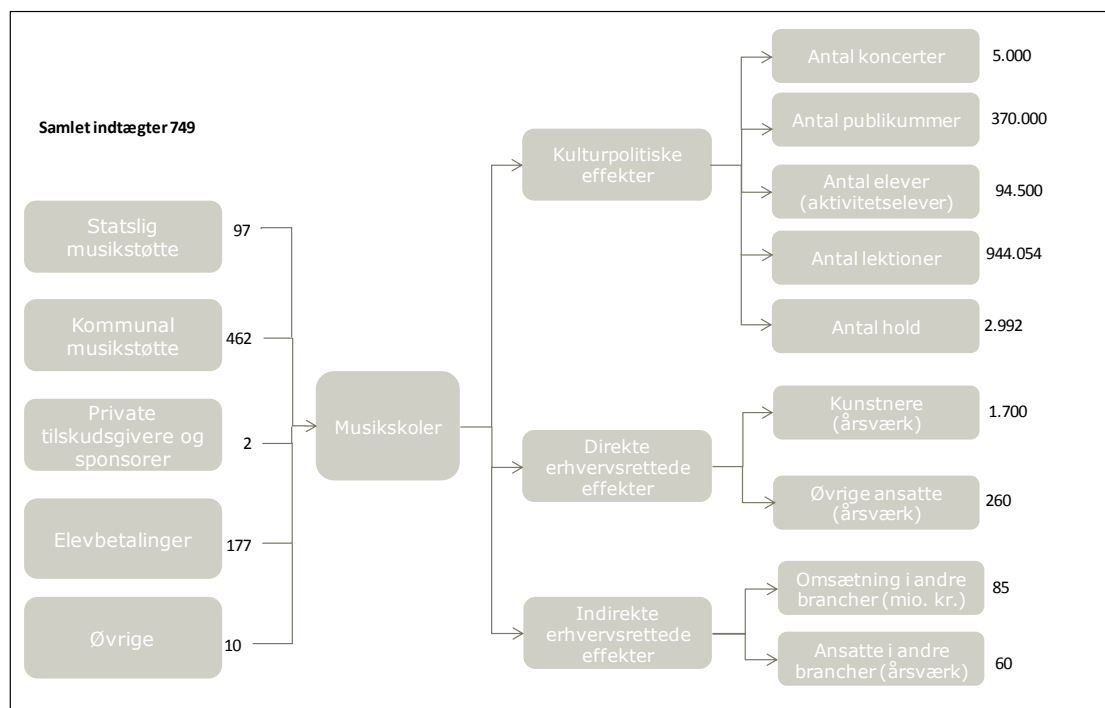 Samlet indtægter 749
Statslig
musikstøtte
97
Kommunal
musikstøtte
462
Private
tilskudsgivere og
sponsorer
2
Elevbetalinger
177
Øvrige
10
Musikskoler
Kulturpolitiske
effekter
Antal koncerter
5.000
Antal publikummer
370.000
Antal elever
(aktivitetselever)
94.500
Antal lektioner
944.054
Antal hold
2.992
Direkte
erhvervsrettede
effekter
Kunstnere
(årsværk)
1.700
Øvrige ansatte
(årsværk)
260
Indirekte
erhvervsrettede
effekter
Omsætning i andre
brancher (mio. kr.)
85
Ansatte i andre
brancher (årsværk)
60